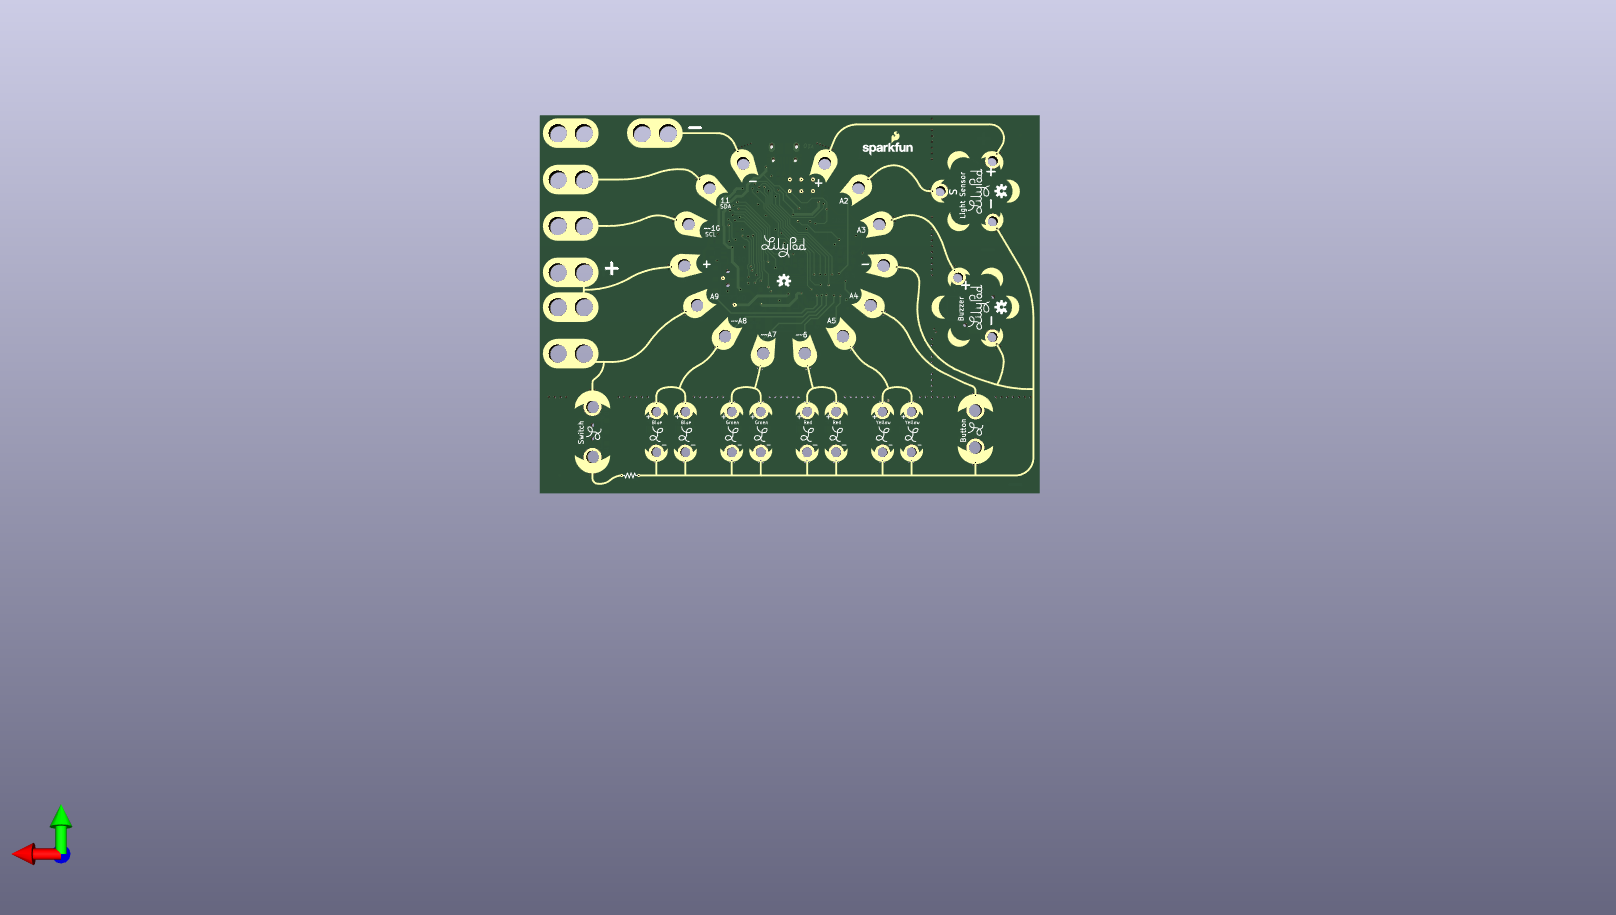 −
sparkfun
−
+
11
SDA
A2
+
S
Light Sensor
LilyPad
−
~~10
SCL
A3
LilyPad
+
+
−
A9
A4
+
Buzzer
LilyPad
−
~~A8
A5
~~A7
~~6
Switch
Blue
Blue
Green
Green
Red
Red
Yellow
Yellow
Button